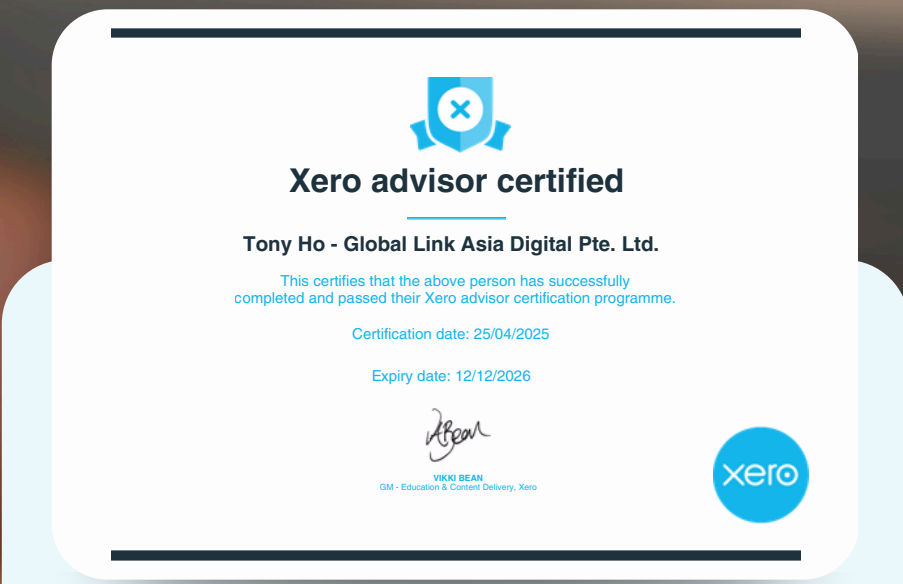 Xero advisor certified
Tony Ho - Global Link Asia Digital Pte. Ltd.
This certifies that the above person has successfully
completed and passed their Xero advisor certification programme.
Certification date: 25/04/2025
Expiry date: 12/12/2026
VIKKI BEAN
GM - Education & Content Delivery, Xero
xero